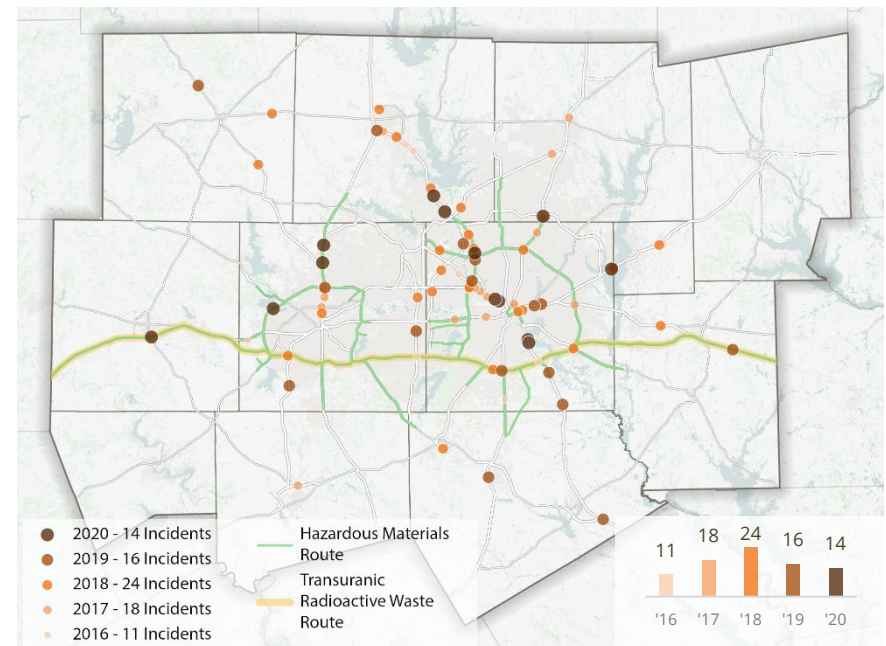 2020 - 14 Incidents
2019 - 16 Incidents
2018 - 24 Incidents
2017 - 18 Incidents
2016 - 11 Incidents
Hazardous Materials
Route
Transuranic
Radioactive Waste
Route
11 18 24 16 14
'16 '17 '18 '19 '20